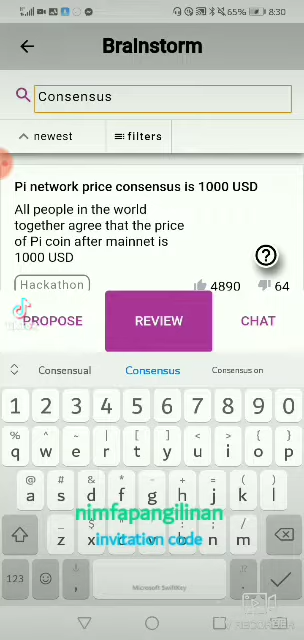 65% 8:30
Brainstorm
Consensus
newest
filters
Pi network price consensus is 1000 USD
All people in the world
together agree that the price
of Pi coin after mainnet is
1000 USD
Hackathon
4890 64
PROPOSE REVIEW CHAT
Consensual Consensus Consensus on
1 2 3 4 5 6 7 8 9 0
% ^ ~ | [ ] < > { }
q w e r t y u i o p
@ # & * - + = ( )
a s d f g h j k l
nimfapangilinan
z x c v b n m
invitation code
123 , Microsoft SwiftKey